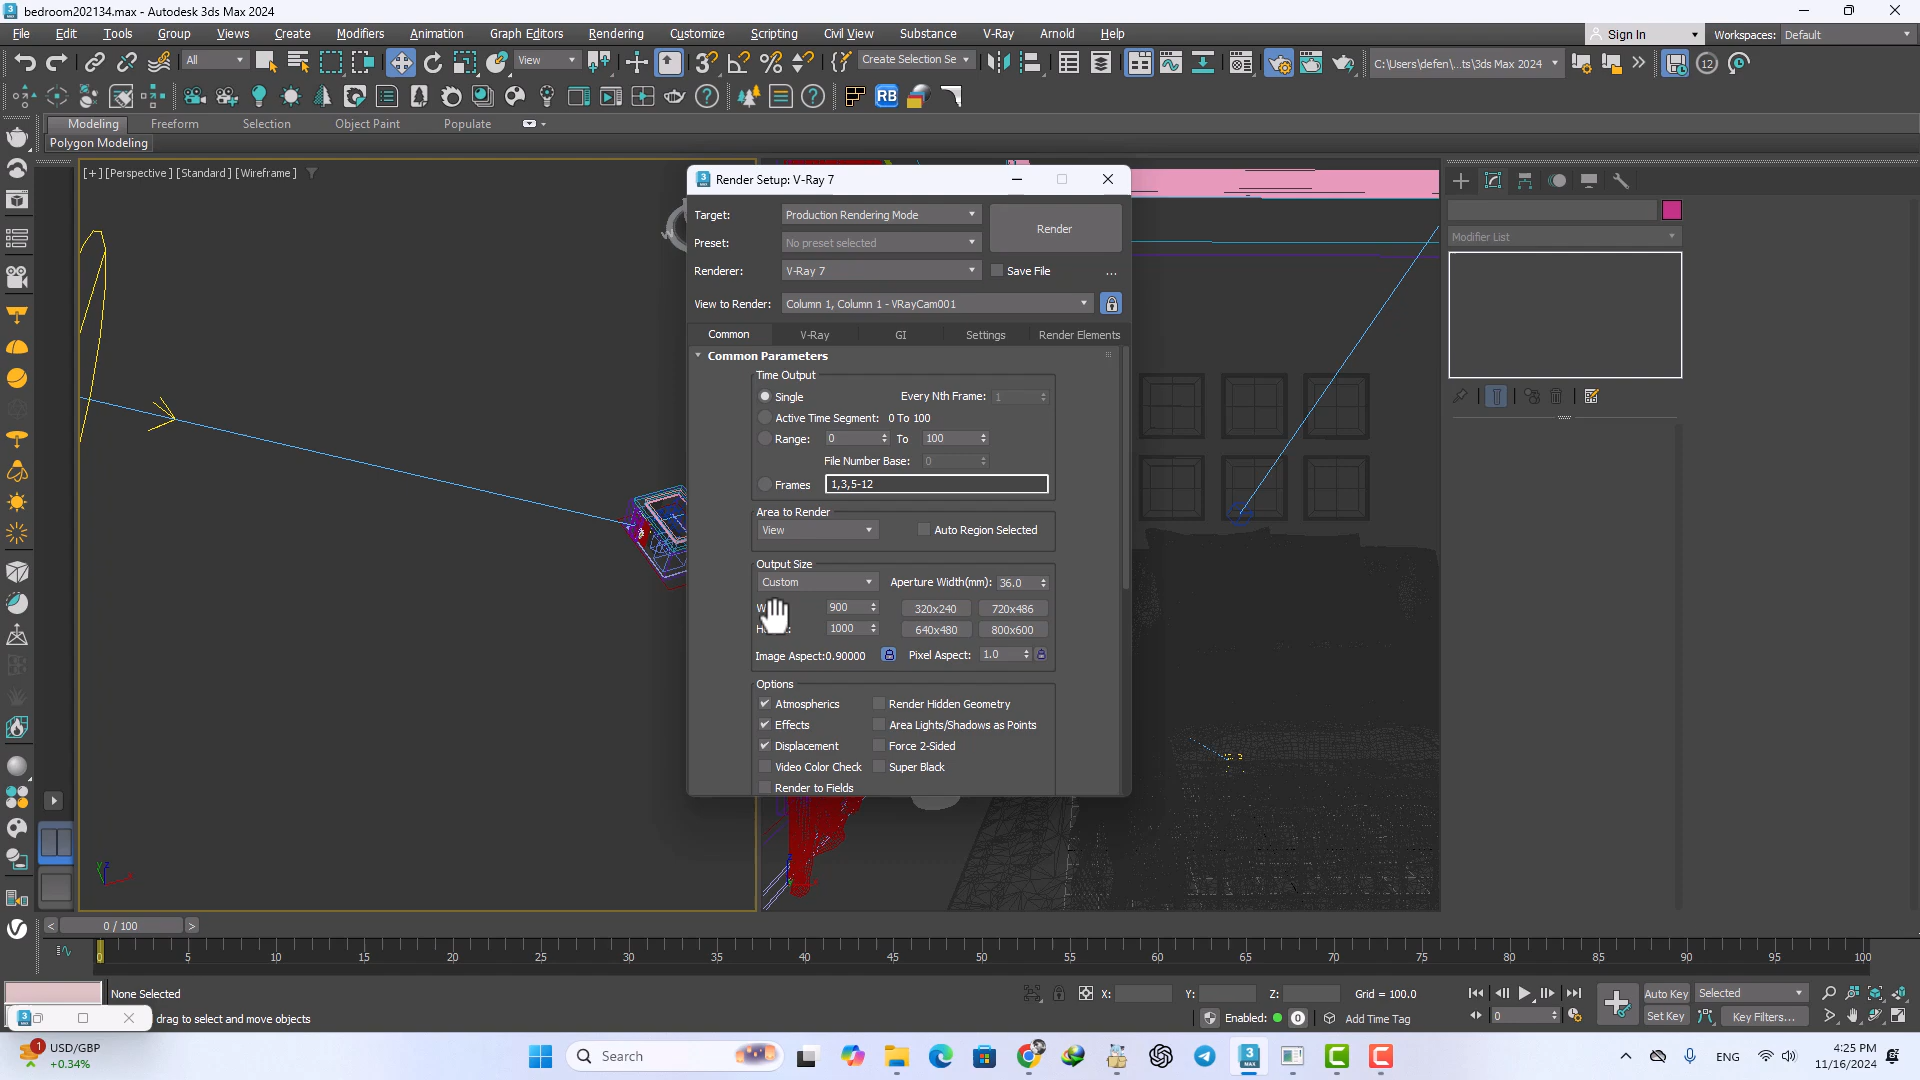 bedroom202134.max - Autodesk 3ds Max 2024
File Edit Tools Group Views Create Modifiers Animation Graph Editors Rendering Customize Scripting Civil View Substance V-Ray Arnold Help
Sign In Workspaces: Default
All View Create Selection Se C:\Users\defen\...ts\3ds Max 2024
RB
Modeling Freeform Selection Object Paint Populate
Polygon Modeling
[+] [Perspective] [Standard] [Wireframe]
Render Setup: V-Ray 7
Target: Production Rendering Mode
Render
Preset: No preset selected
Renderer: V-Ray 7 Save File ...
View to Render: Column 1, Column 1 - VRayCam001
Common V-Ray GI Settings Render Elements
Common Parameters
Time Output
Single Every Nth Frame: 1
Active Time Segment: 0 To 100
Range: 0 To 100
File Number Base: 0
Frames 1,3,5-12
Area to Render
View Auto Region Selected
Output Size
Custom Aperture Width(mm): 36.0
900 320x240 720x486
1000 640x480 800x600
Image Aspect:0.90000 Pixel Aspect: 1.0
Options
Atmospherics Render Hidden Geometry
Effects Area Lights/Shadows as Points
Displacement Force 2-Sided
Video Color Check Super Black
Render to Fields
Modifier List
0 / 100
0 5 10 15 20 25 30 35 40 45 50 55 60 65 70 75 80 85 90 95 100
None Selected X: Y: Z: Grid = 100.0 Auto Key Selected
drag to select and move objects Enabled: 0 Add Time Tag 0 Set Key Key Filters...
1 USD/GBP
+0.34%
Search
ENG
4:25 PM
11/16/2024